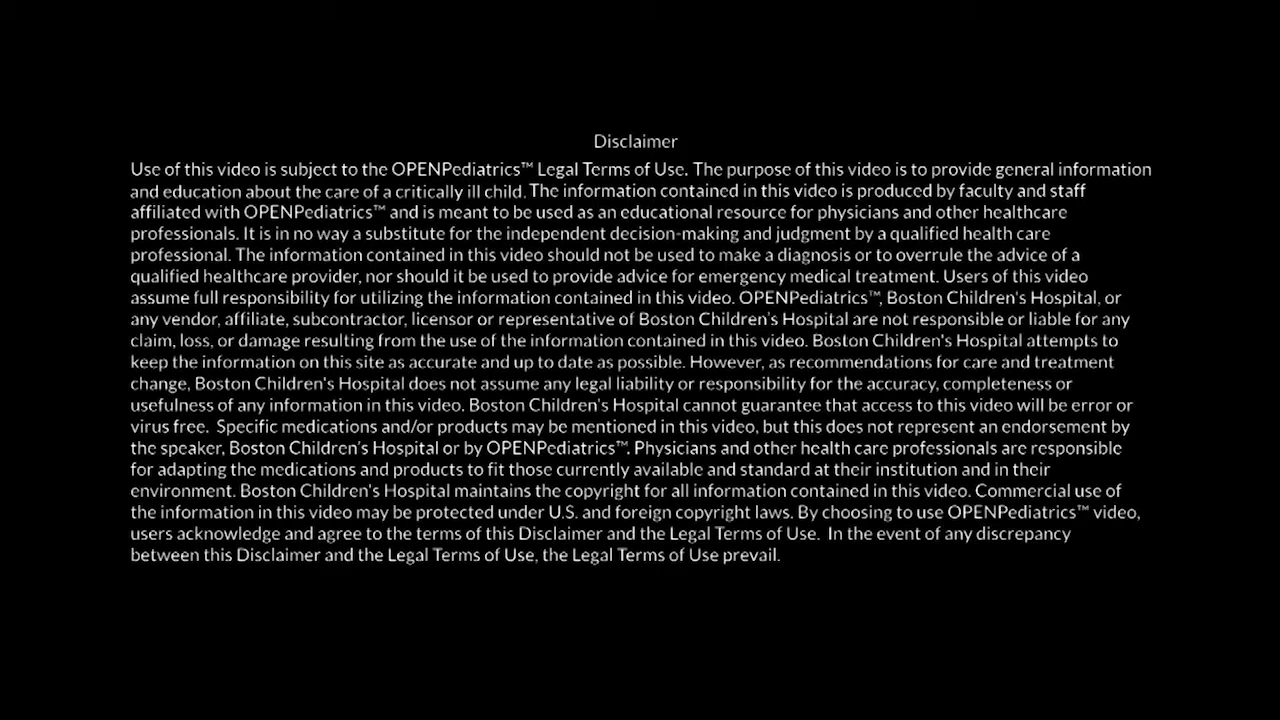 Disclaimer
Use of this video is subject to the OPENPediatrics™ Legal Terms of Use. The purpose of this video is to provide general information
and education about the care of a critically ill child. The information contained in this video is produced by faculty and staff
affiliated with OPENPediatrics™ and is meant to be used as an educational resource for physicians and other healthcare
professionals. It is in no way a substitute for the independent decision-making and judgment by a qualified health care
professional. The information contained in this video should not be used to make a diagnosis or to overrule the advice of a
qualified healthcare provider, nor should it be used to provide advice for emergency medical treatment. Users of this video
assume full responsibility for utilizing the information contained in this video. OPENPediatrics™, Boston Children's Hospital, or
any vendor, affiliate, subcontractor, licensor or representative of Boston Children's Hospital are not responsible or liable for any
claim, loss, or damage resulting from the use of the information contained in this video. Boston Children's Hospital attempts to
keep the information on this site as accurate and up to date as possible. However, as recommendations for care and treatment
change, Boston Children's Hospital does not assume any legal liability or responsibility for the accuracy, completeness or
usefulness of any information in this video. Boston Children's Hospital cannot guarantee that access to this video will be error or
virus free.  Specific medications and/or products may be mentioned in this video, but this does not represent an endorsement by
the speaker, Boston Children's Hospital or by OPENPediatrics™. Physicians and other health care professionals are responsible
for adapting the medications and products to fit those currently available and standard at their institution and in their
environment. Boston Children's Hospital maintains the copyright for all information contained in this video. Commercial use of
the information in this video may be protected under U.S. and foreign copyright laws. By choosing to use OPENPediatrics™ video,
users acknowledge and agree to the terms of this Disclaimer and the Legal Terms of Use.  In the event of any discrepancy
between this Disclaimer and the Legal Terms of Use, the Legal Terms of Use prevail.